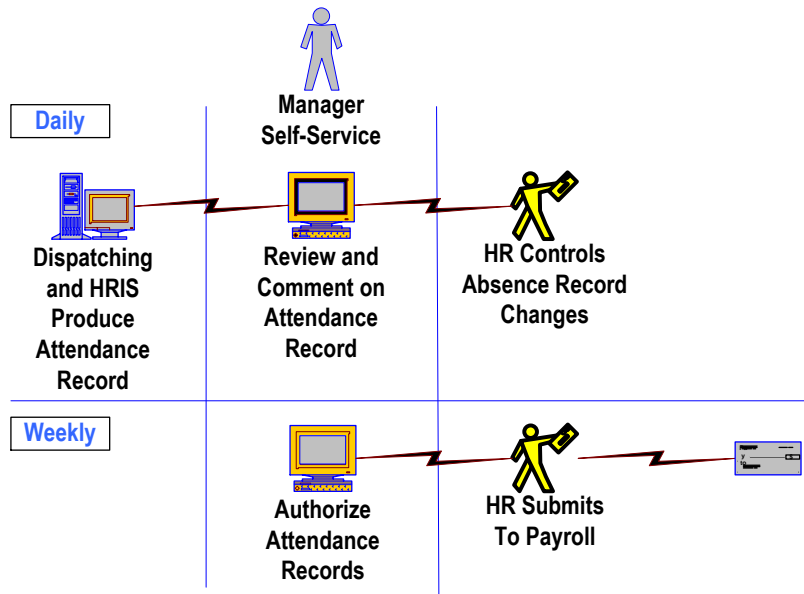 Manager
Self-Service
Daily
Dispatching
and HRIS
Produce
Attendance
Record
Review and
Comment on
Attendance
Record
HR Controls
Absence Record
Changes
Weekly
Authorize
Attendance
Records
HR Submits
To Payroll